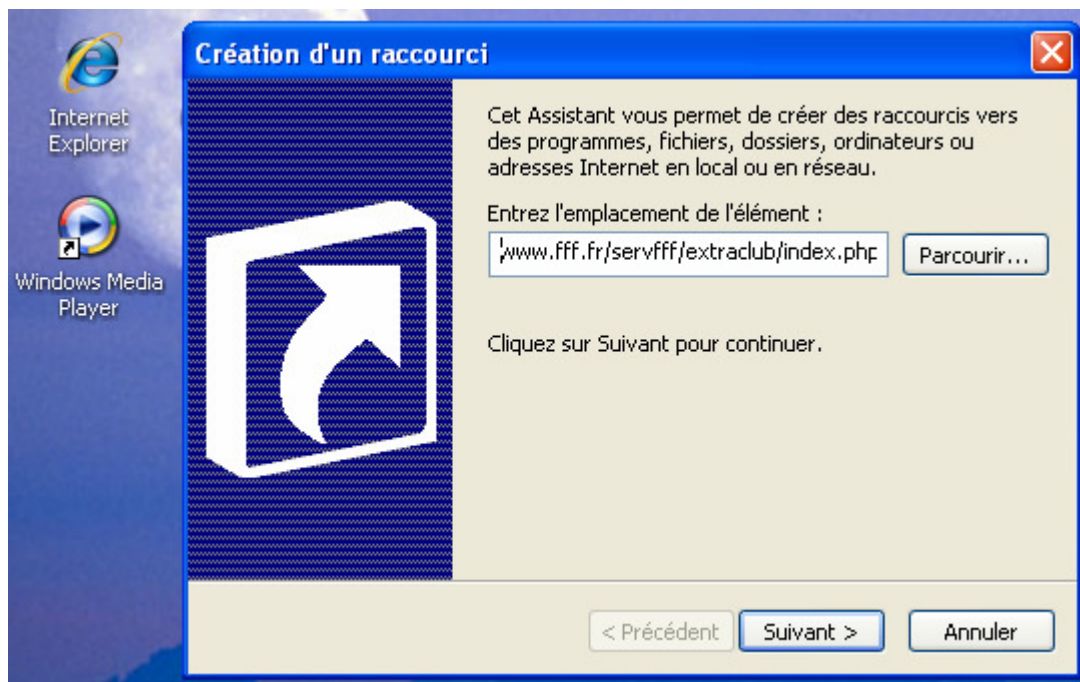 Internet
Explorer
Windows Media
Player
Création d'un raccourci
Cet Assistant vous permet de créer des raccourcis vers
des programmes, fichiers, dossiers, ordinateurs ou
adresses Internet en local ou en réseau.
Entrez l'emplacement de l'élément :
www.fff.fr/servfff/extraclub/index.php
Parcourir...
Cliquez sur Suivant pour continuer.
< Précédent
Suivant >
Annuler